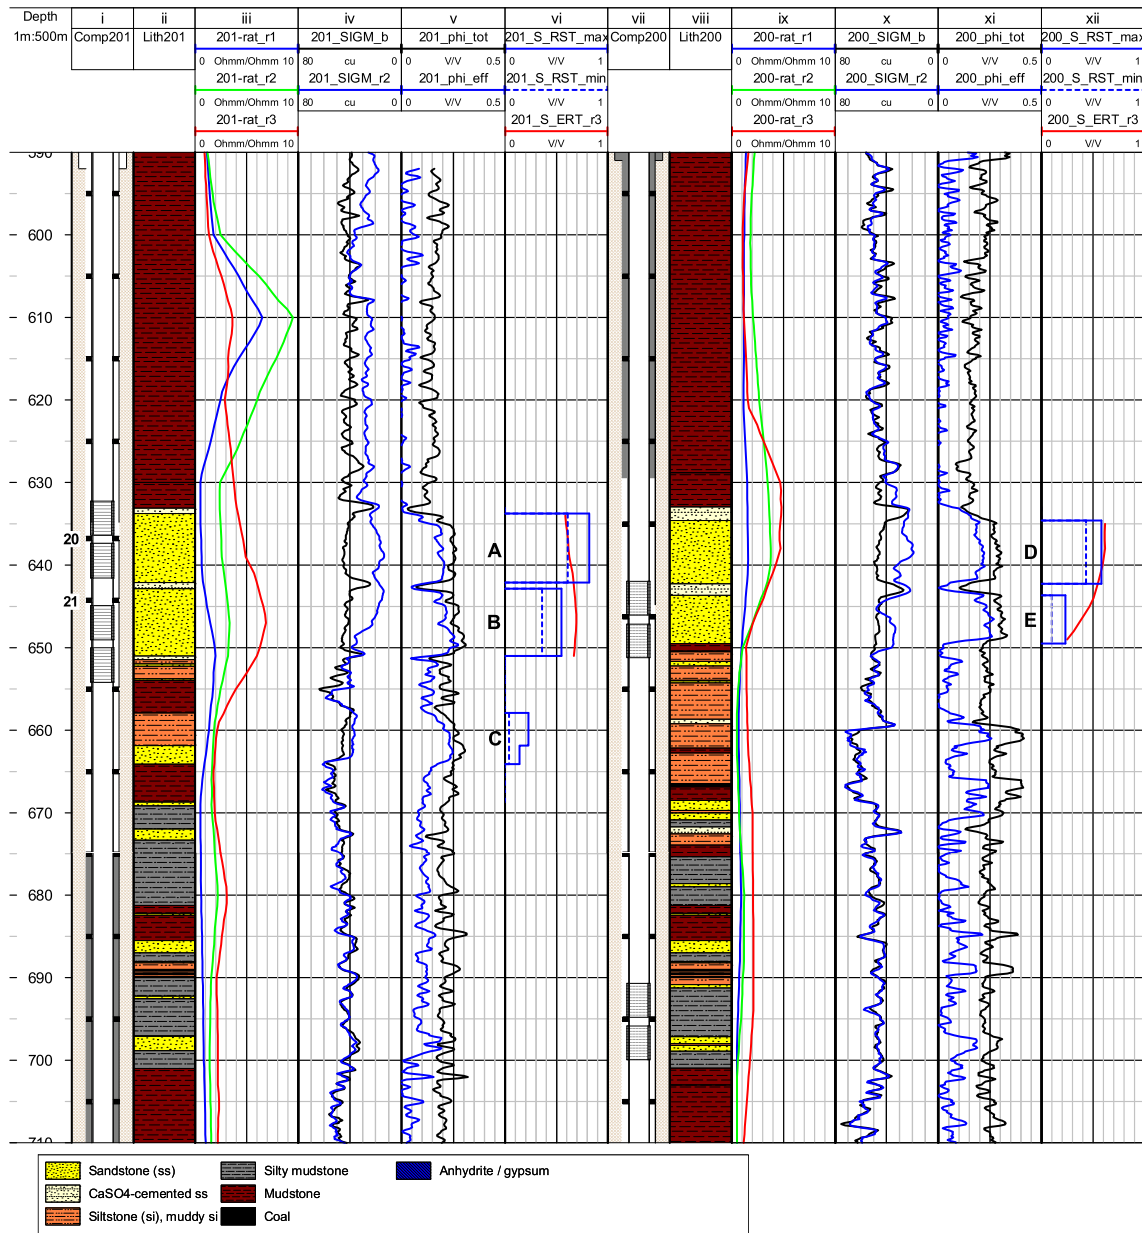 Depth i ii iii iv v vi vii viii ix x xi xii
1m:500m Comp201 Lith201 201-rat_r1 201_SIGM_b 201_phi_tot 201_S_RST_max Comp200 Lith200 200-rat_r1 200_SIGM_b 200_phi_tot 200_S_RST_max
0 Ohmm/Ohmm 10 80 cu 0 0 V/V 0.5 0 V/V 1 0 Ohmm/Ohmm 10 80 cu 0 0 V/V 0.5 0 V/V 1
201-rat_r2 201_SIGM_r2 201_phi_eff 201_S_RST_min 200-rat_r2 200_SIGM_r2 200_phi_eff 200_S_RST_min
0 Ohmm/Ohmm 10 80 cu 0 0 V/V 0.5 0 V/V 1 0 Ohmm/Ohmm 10 80 cu 0 0 V/V 0.5 0 V/V 1
201-rat_r3 201_S_ERT_r3 200-rat_r3 200_S_ERT_r3
0 Ohmm/Ohmm 10 0 V/V 1 0 Ohmm/Ohmm 10 0 V/V 1
590
600
610
620
630
20 A D
640
21 B E
650
660 C
670
680
690
700
710
Sandstone (ss) Silty mudstone Anhydrite / gypsum
CaSO4-cemented ss Mudstone
Siltstone (si), muddy si Coal